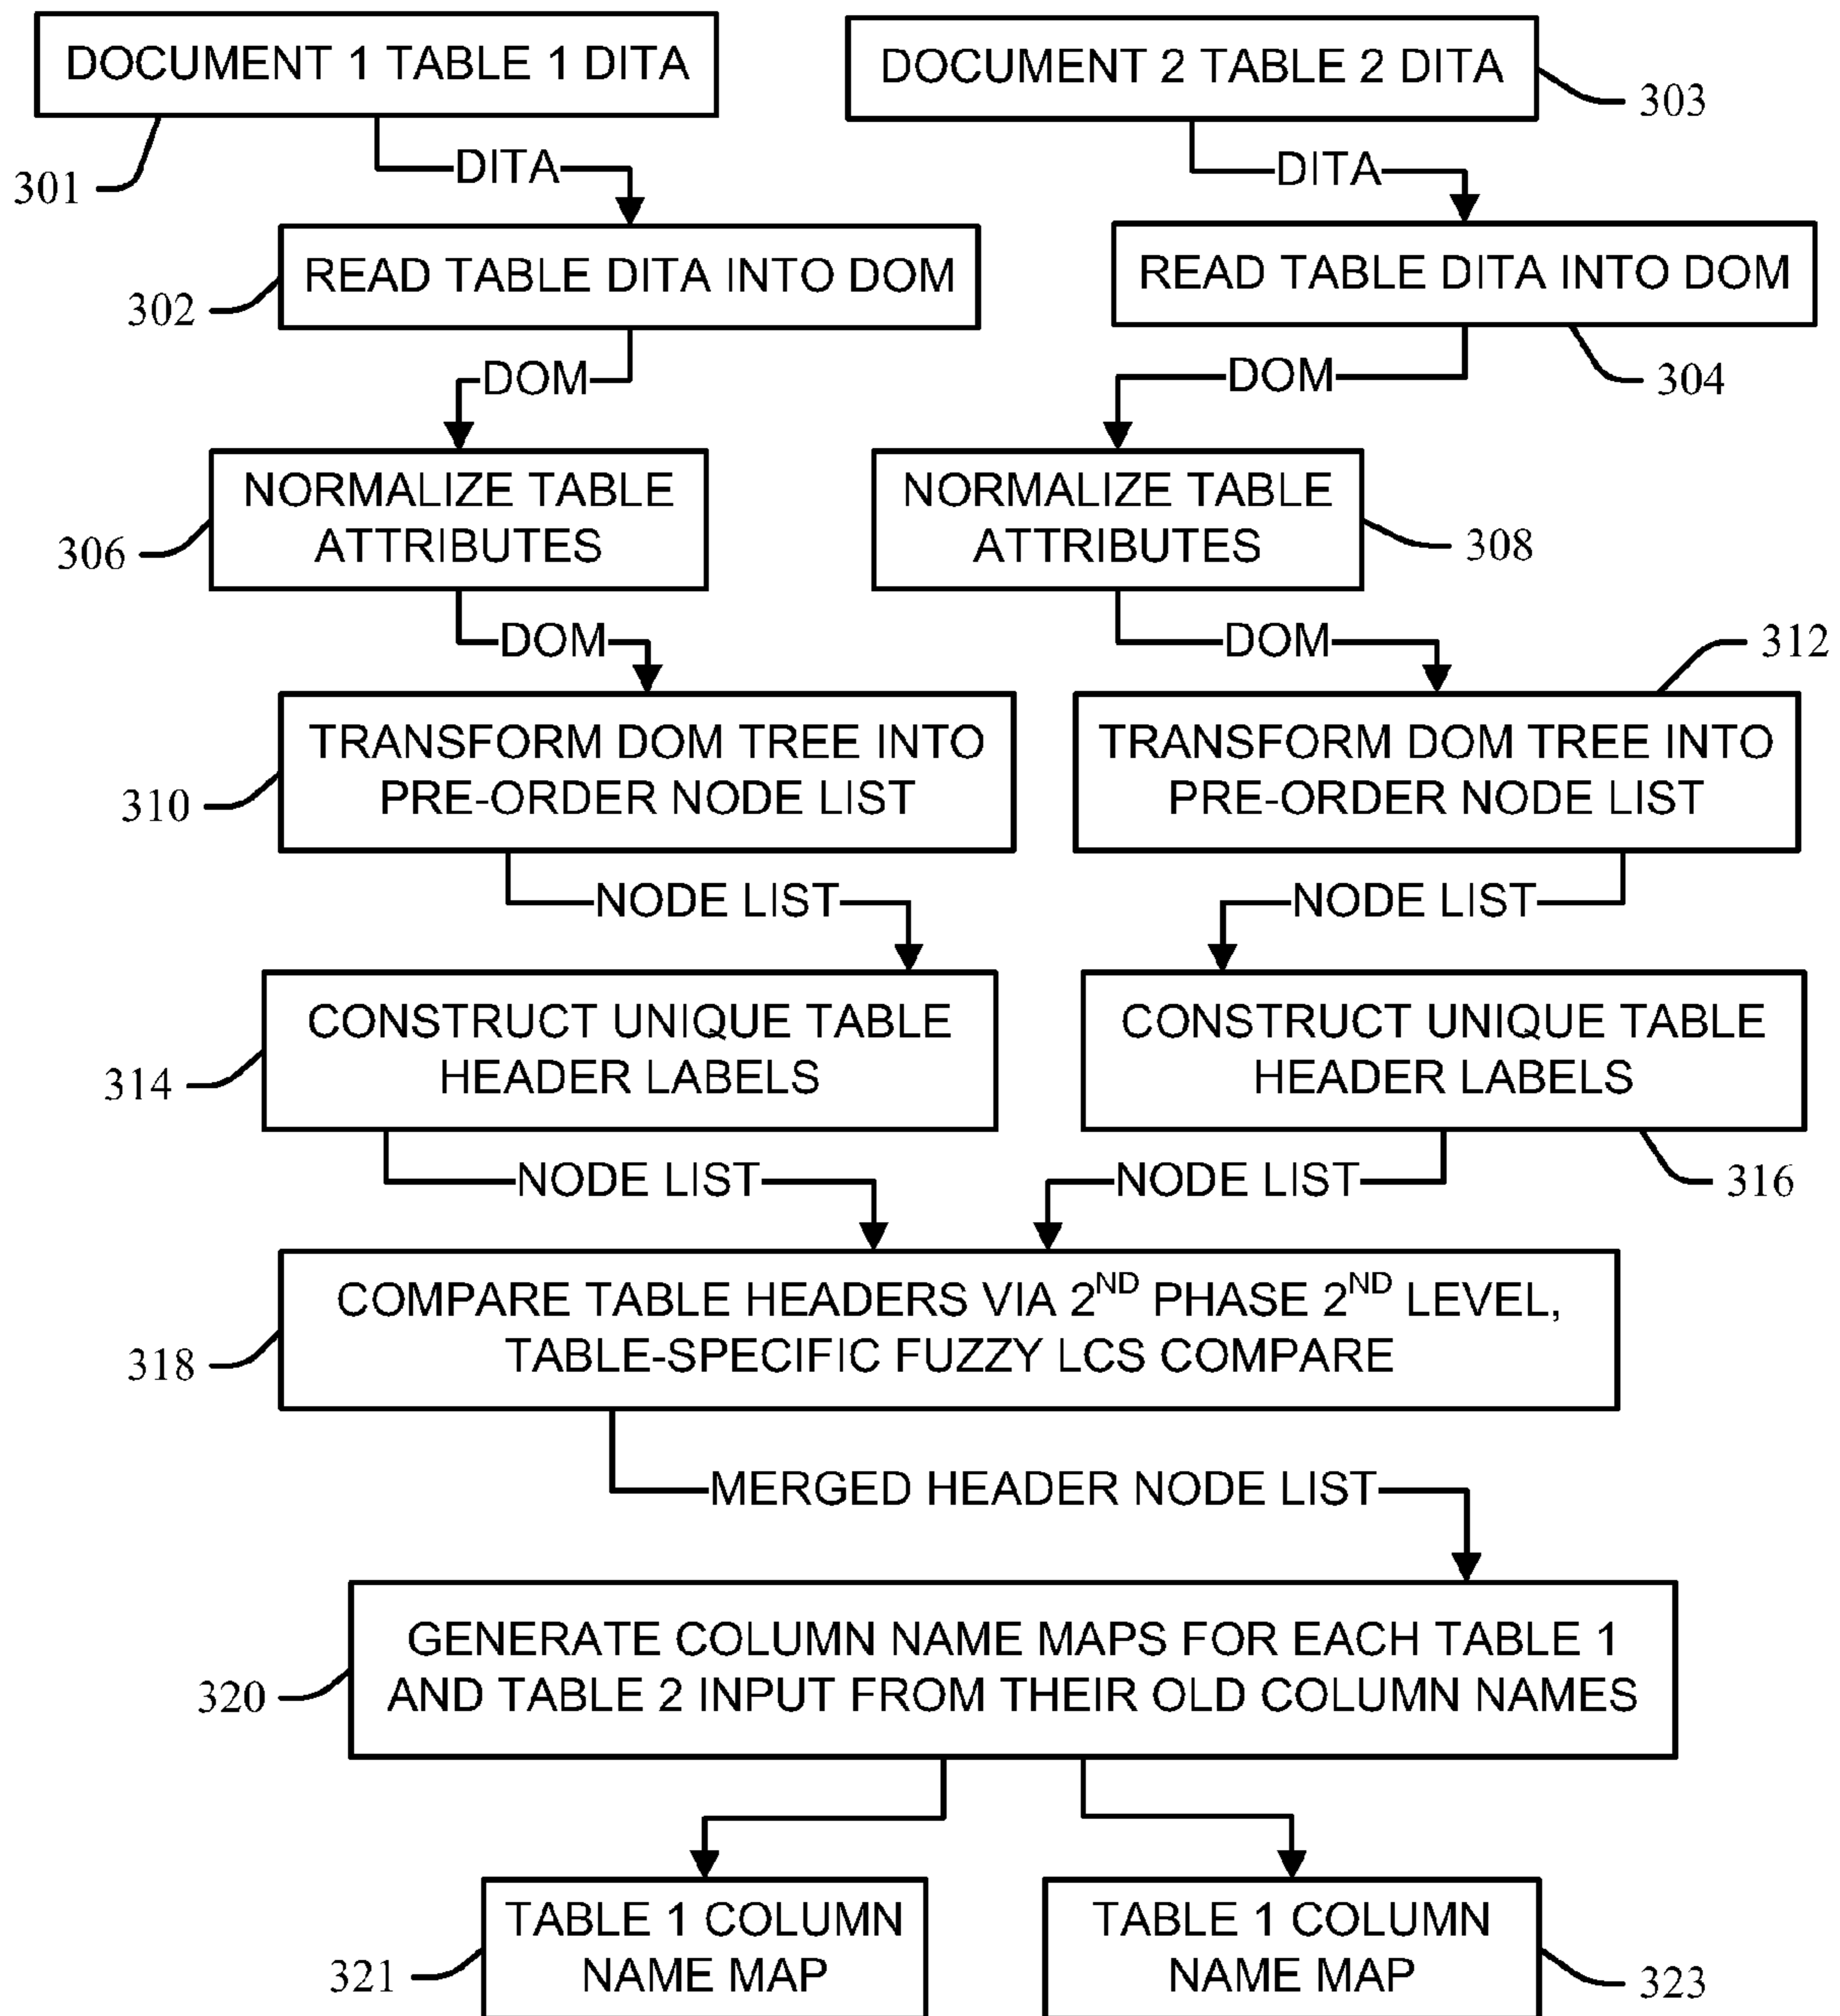 DOCUMENT 1 TABLE 1 DITA
DOCUMENT 2 TABLE 2 DITA
303
301
DITA
DITA
READ TABLE DITA INTO DOM
READ TABLE DITA INTO DOM
302
304
DOM
DOM
NORMALIZE TABLE
ATTRIBUTES
NORMALIZE TABLE
ATTRIBUTES
306
308
DOM
DOM
312
TRANSFORM DOM TREE INTO
PRE-ORDER NODE LIST
TRANSFORM DOM TREE INTO
PRE-ORDER NODE LIST
310
NODE LIST
NODE LIST
CONSTRUCT UNIQUE TABLE
HEADER LABELS
CONSTRUCT UNIQUE TABLE
HEADER LABELS
314
316
NODE LIST
NODE LIST
COMPARE TABLE HEADERS VIA 2ND PHASE 2ND LEVEL,
TABLE-SPECIFIC FUZZY LCS COMPARE
318
MERGED HEADER NODE LIST
GENERATE COLUMN NAME MAPS FOR EACH TABLE 1
AND TABLE 2 INPUT FROM THEIR OLD COLUMN NAMES
320
TABLE 1 COLUMN
NAME MAP
TABLE 1 COLUMN
NAME MAP
321
323